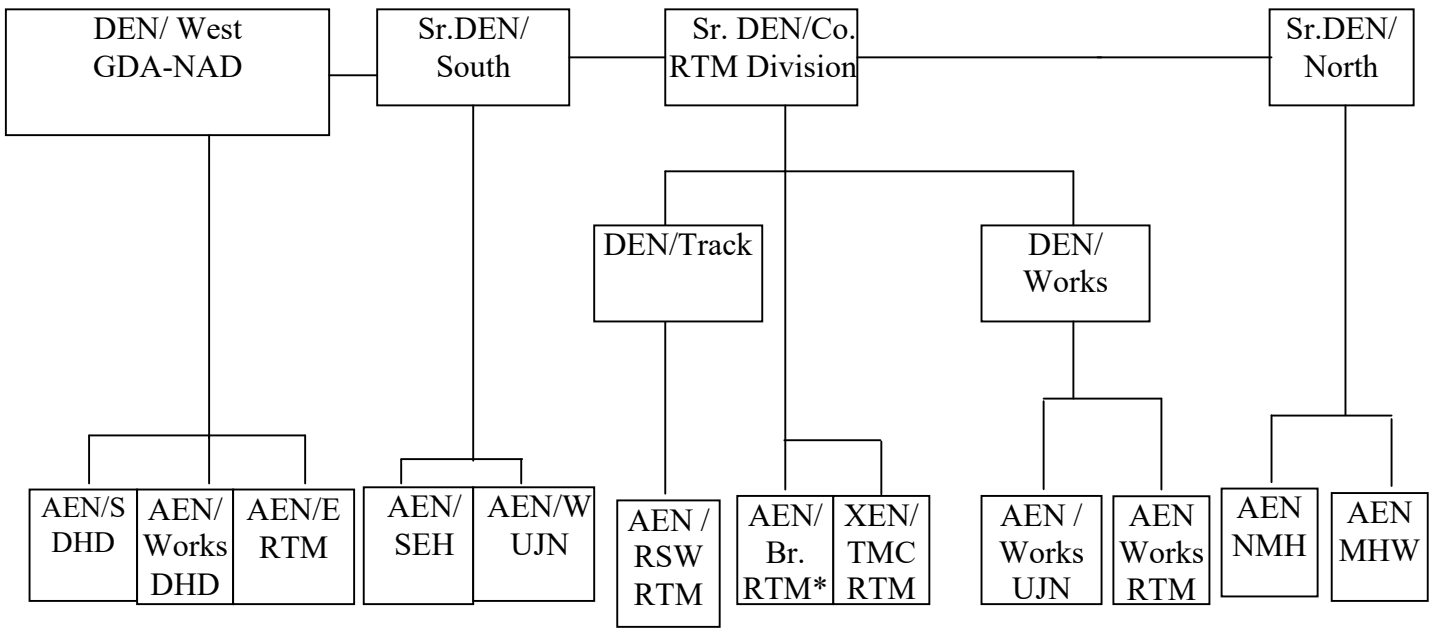 DEN/ West
GDA-NAD
Sr.DEN/
South
Sr. DEN/Co.
RTM Division
Sr.DEN/
North
DEN/Track
DEN/
Works
AEN/S
DHD
AEN/
Works
DHD
AEN/E
RTM
AEN/
SEH
AEN/W
UJN
AEN /
RSW
RTM
AEN/
Br.
RTM*
XEN/
TMC
RTM
AEN /
Works
UJN
AEN
Works
RTM
AEN
NMH
AEN
MHW